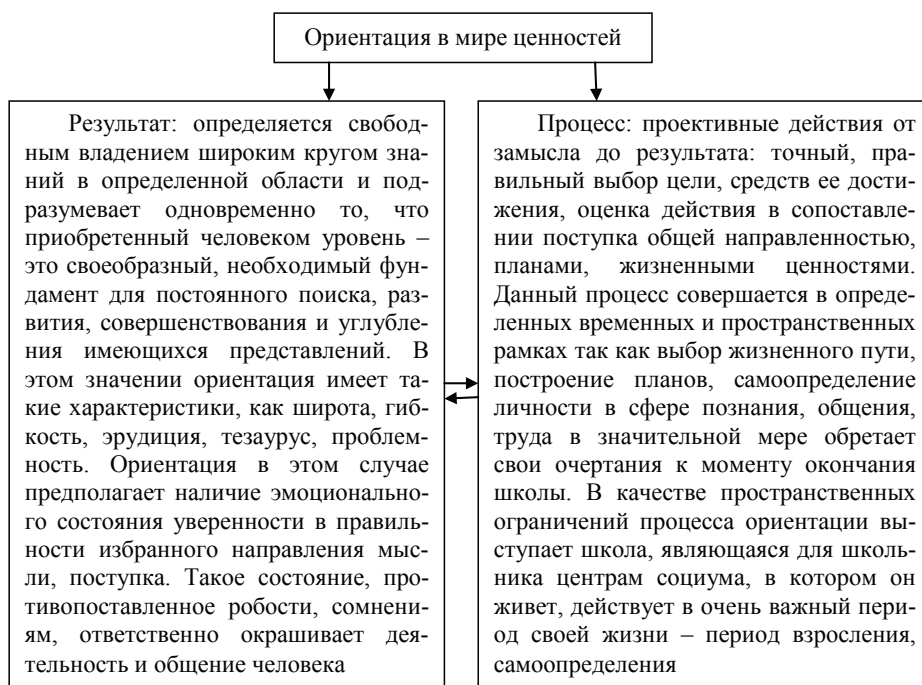 Ориентация в мире ценностей
Результат: определяется свобод-
ным владением широким кругом зна-
ний в определенной области и под-
разумевает одновременно то, что
приобретенный человеком уровень –
это своеобразный, необходимый фун-
дамент для постоянного поиска, раз-
вития, совершенствования и углубле-
ния имеющихся представлений. В
этом значении ориентация имеет та-
кие характеристики, как широта, гиб-
кость, эрудиция, тезаурус, проблем-
ность. Ориентация в этом случае
предполагает наличие эмоционально-
го состояния уверенности в правиль-
ности избранного направления мыс-
ли, поступка. Такое состояние, про-
тивопоставленное робости, сомнени-
ям, ответственно окрашивает дея-
тельность и общение человека
Процесс: проективные действия от
замысла до результата: точный, пра-
вильный выбор цели, средств ее дости-
жения, оценка действия в сопоставле-
нии поступка общей направленностью,
планами, жизненными ценностями.
Данный процесс совершается в опреде-
ленных временных и пространственных
рамках так как выбор жизненного пути,
построение планов, самоопределение
личности в сфере познания, общения,
труда в значительной мере обретает
свои очертания к моменту окончания
школы. В качестве пространственных
ограничений процесса ориентации вы-
ступает школа, являющаяся для школь-
ника центрам социума, в котором он
живет, действует в очень важный пери-
од своей жизни – период взросления,
самоопределения